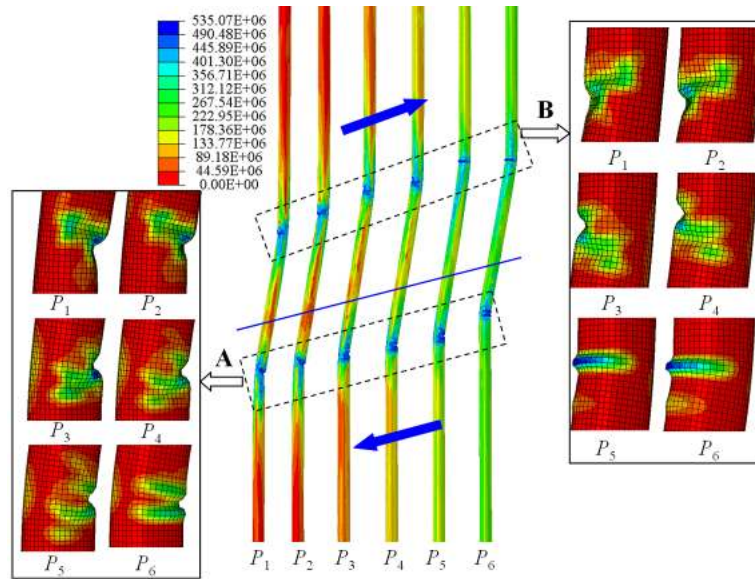 535.07E+06
490.48E+06
445.89E+06
401.30E+06
356.71E+06
312.12E+06
267.54E+06
222.95E+06
178.36E+06
133.77E+06
89.18E+06
44.59E+06
0.00E+00
B
P₁ P₂
P₃ P₄
P₅ P₆
A
P₁ P₂
P₃ P₄
P₅ P₆
P₁ P₂ P₃ P₄ P₅ P₆